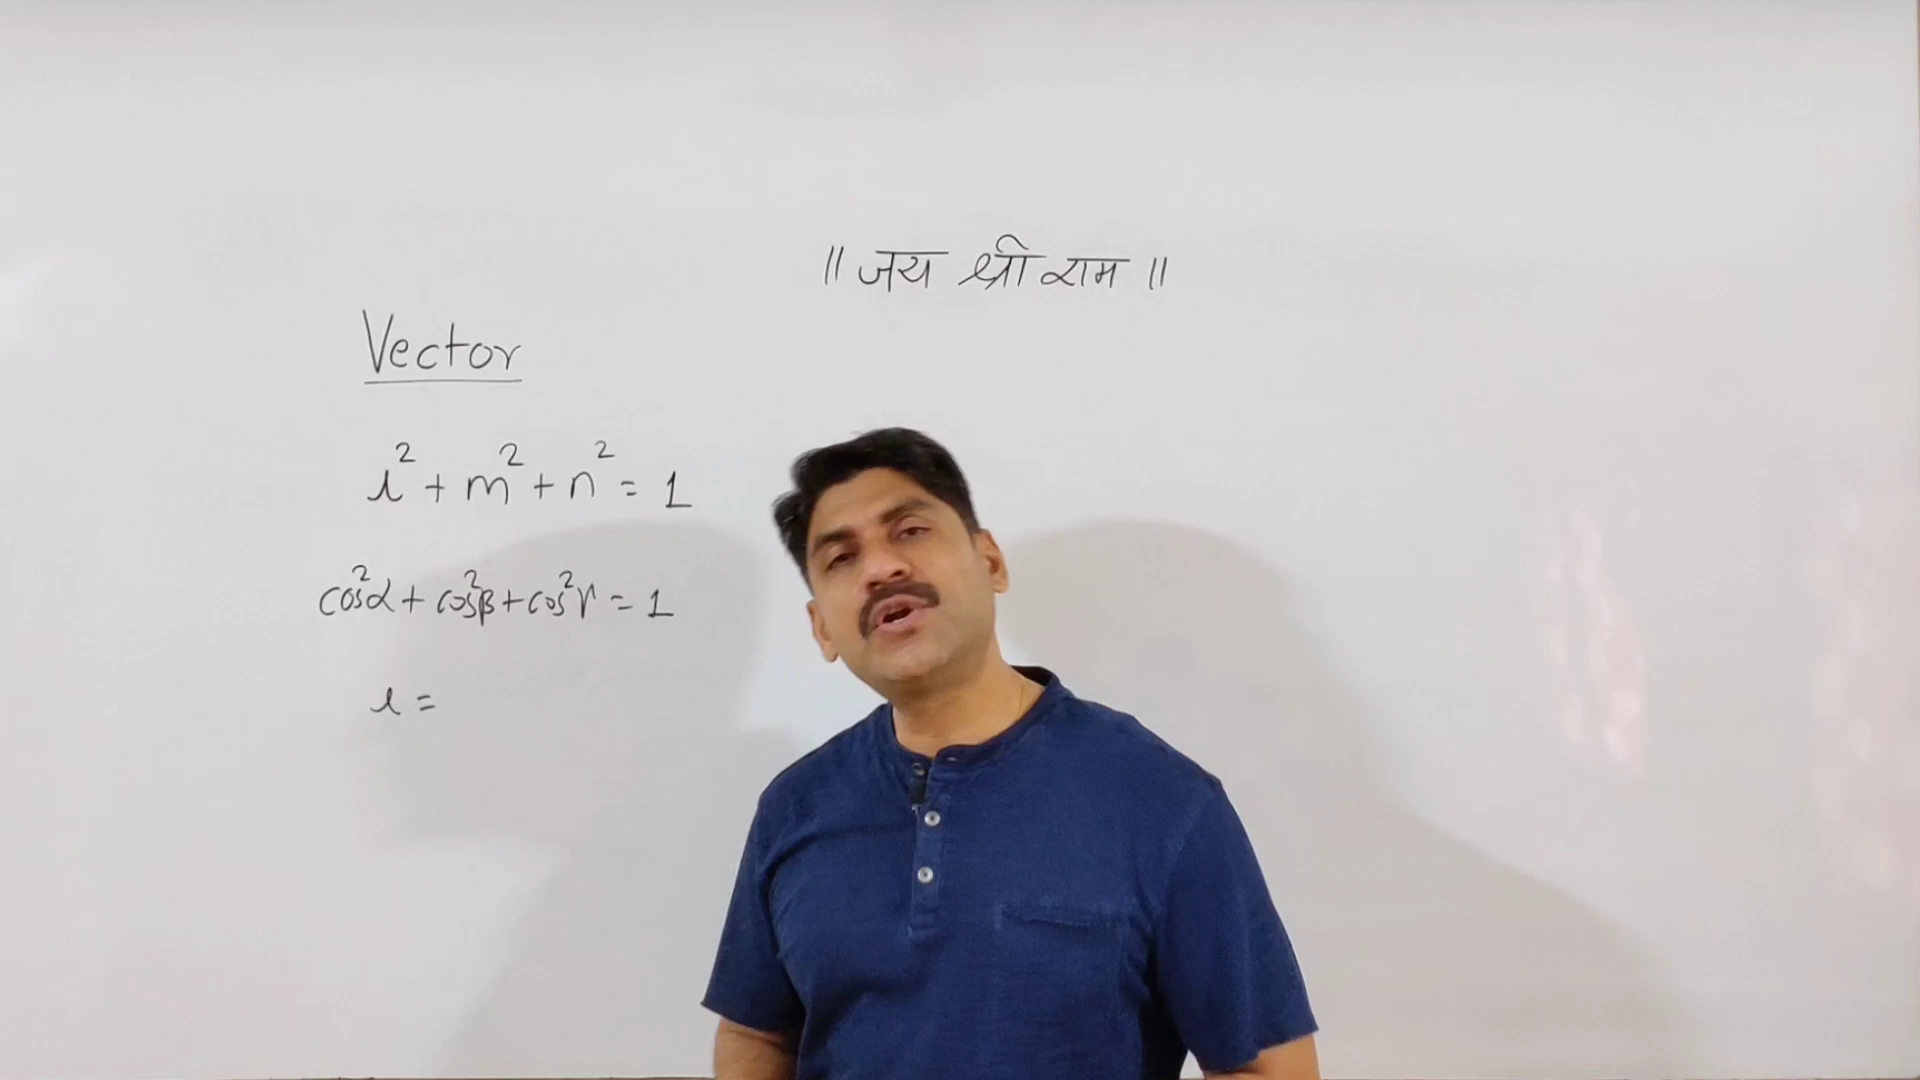 ॥ जय श्री राम ॥
Vector
l² + m² + n² = 1
cos²α + cos²β + cos²γ = 1
l =